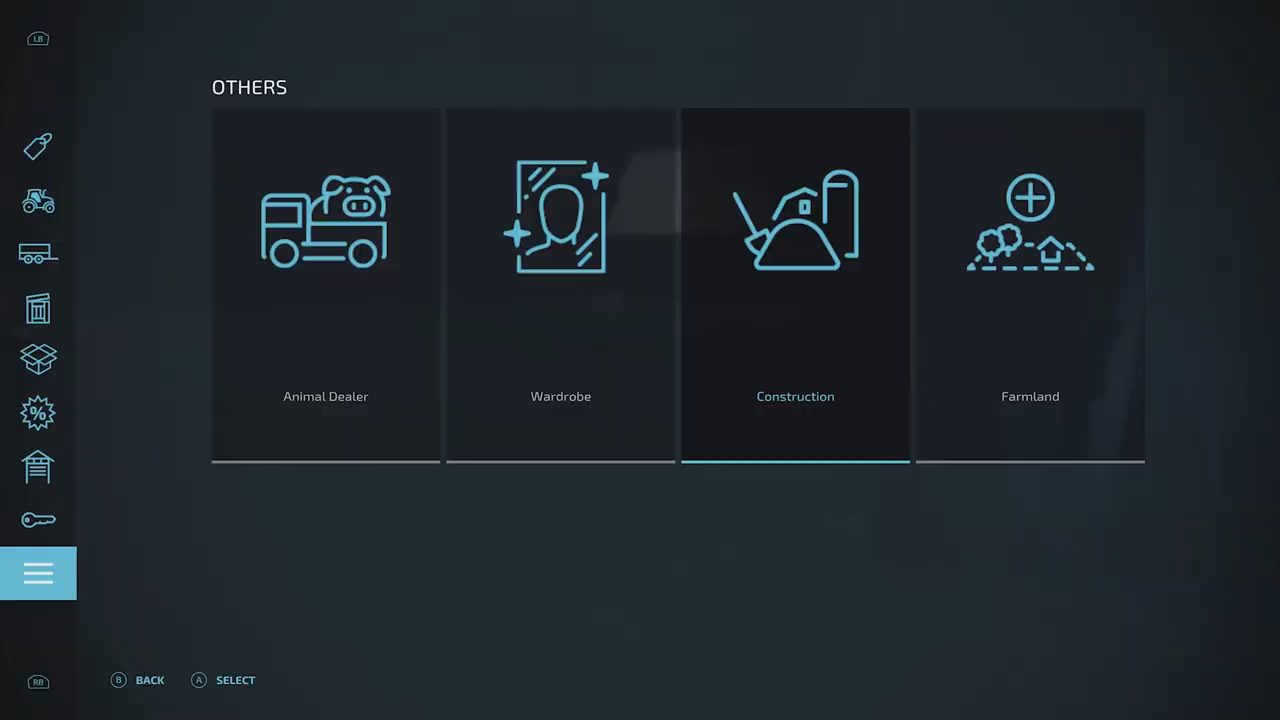 LB
OTHERS
Animal Dealer
Wardrobe
Construction
Farmland
%
RB
B BACK A SELECT